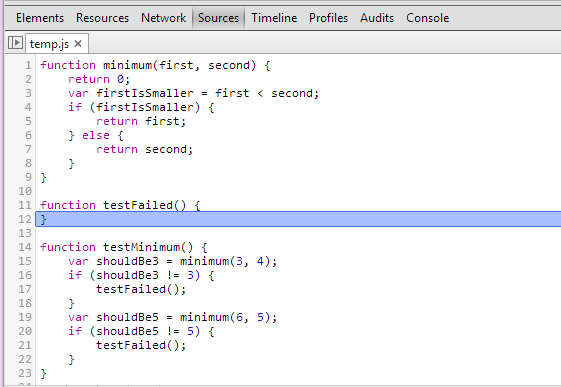 Elements Resources Network Sources Timeline Profiles Audits Console
temp.js ×
1 function minimum(first, second) {
2     return 0;
3     var firstIsSmaller = first < second;
4     if (firstIsSmaller) {
5         return first;
6     } else {
7         return second;
8     }
9 }
10
11 function testFailed() {
12 }
13
14 function testMinimum() {
15     var shouldBe3 = minimum(3, 4);
16     if (shouldBe3 != 3) {
17         testFailed();
18     }
19     var shouldBe5 = minimum(6, 5);
20     if (shouldBe5 != 5) {
21         testFailed();
22     }
23 }